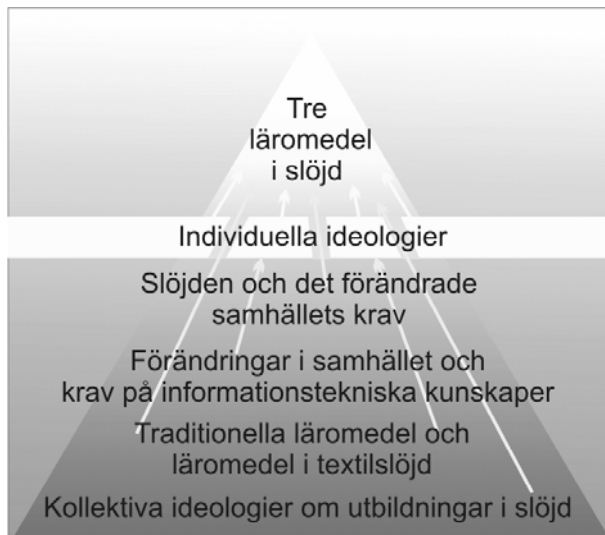 Tre
läromedel
i slöjd
Individuella ideologier
Slöjden och det förändrade
samhällets krav
Förändringar i samhället och
krav på informationstekniska kunskaper
Traditionella läromedel och
läromedel i textilslöjd
Kollektiva ideologier om utbildningar i slöjd